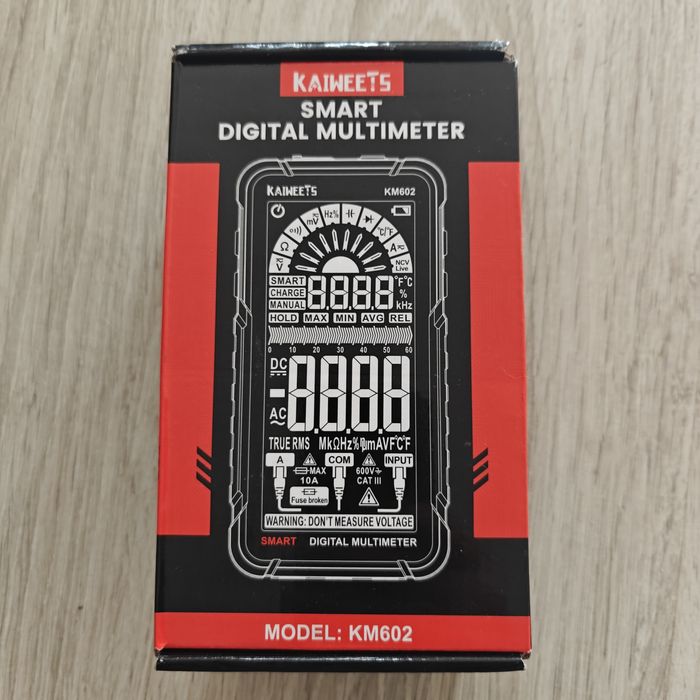 KAIWEETS
SMART
DIGITAL MULTIMETER
KAIWEETS KM602
mV Hz%
Ω °C/°F
V A
NCV
Live
SMART
CHARGE
MANUAL
8.8.8.8
°F°C
%
kHz
HOLD MAX MIN AVG REL
0 10 20 30 40 50 60
DC
AC
8.8.8.8
TRUE RMS MkΩHz%
A COM INPUT
MAX
10A
600V
CAT III
Fuse broken
WARNING: DON'T MEASURE VOLTAGE
SMART DIGITAL MULTIMETER
MODEL: KM602